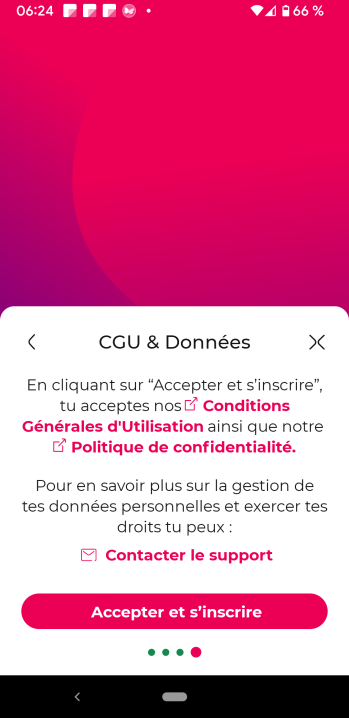 06:24
66 %
CGU & Données
En cliquant sur “Accepter et s’inscrire”,
tu acceptes nos Conditions
Générales d'Utilisation ainsi que notre
Politique de confidentialité.
Pour en savoir plus sur la gestion de
tes données personnelles et exercer tes
droits tu peux :
Contacter le support
Accepter et s’inscrire